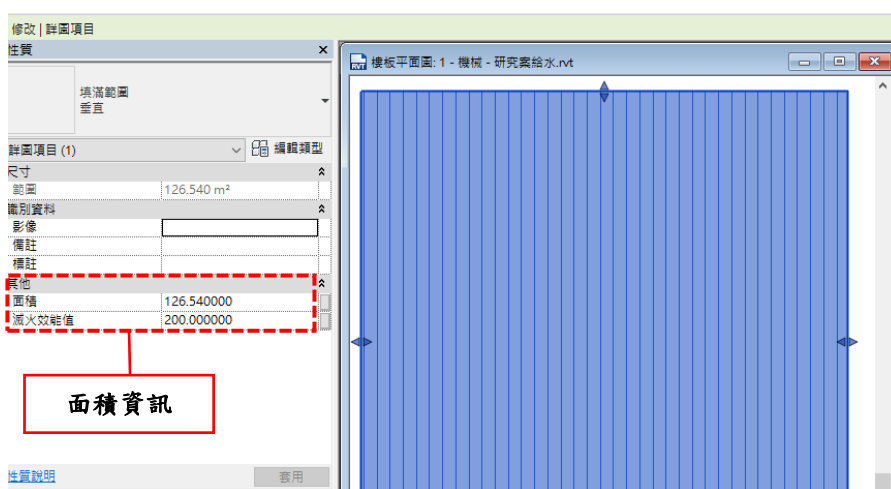 修改 | 詳圖項目
性質
填滿範圍
垂直
詳圖項目 (1)
編輯類型
尺寸
範圍 126.540 m²
識別資料
影像
備註
標註
其他
面積 126.540000
滅火效能值 200.000000
面積資訊
性質說明
套用
RVT
樓板平面圖: 1 - 機械 - 研究案給水.rvt